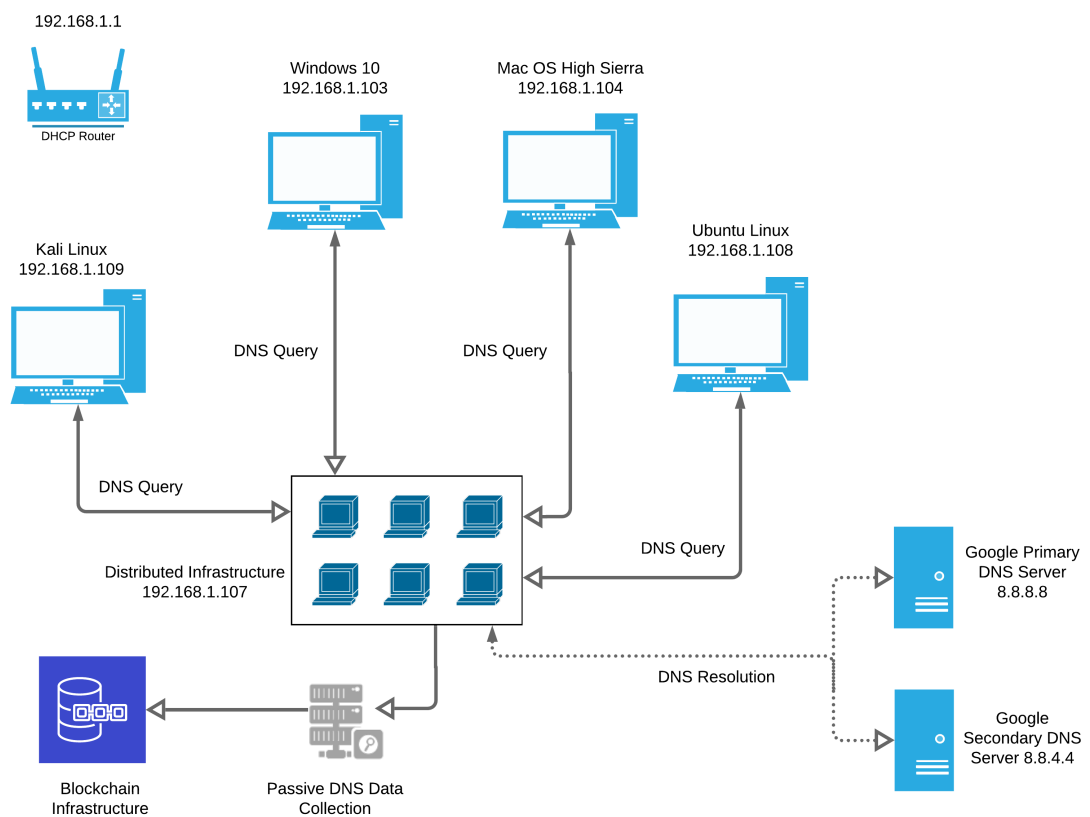 192.168.1.1
DHCP Router
Windows 10
192.168.1.103
Mac OS High Sierra
192.168.1.104
Ubuntu Linux
192.168.1.108
Kali Linux
192.168.1.109
DNS Query
DNS Query
DNS Query
DNS Query
Distributed Infrastructure
192.168.1.107
Google Primary
DNS Server
8.8.8.8
DNS Resolution
Google
Secondary DNS
Server 8.8.4.4
Blockchain
Infrastructure
Passive DNS Data
Collection